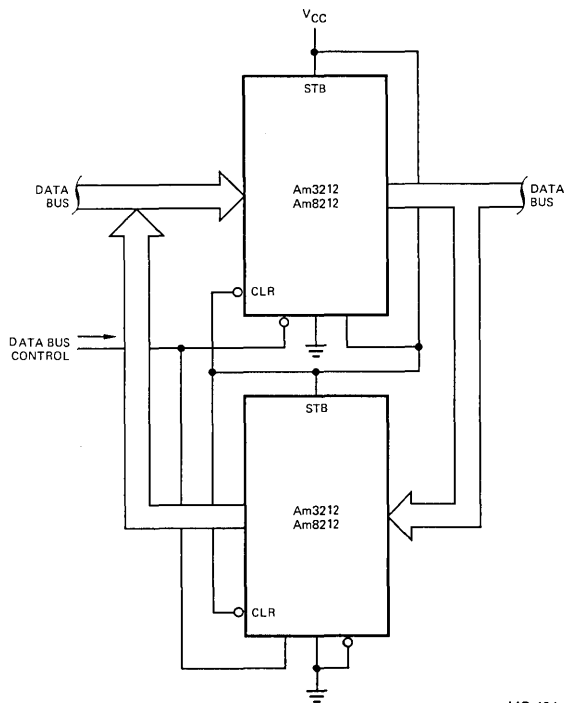 VCC
STB
DATA
BUS
Am3212
Am8212
DATA
BUS
CLR
DATA BUS
CONTROL
STB
Am3212
Am8212
CLR